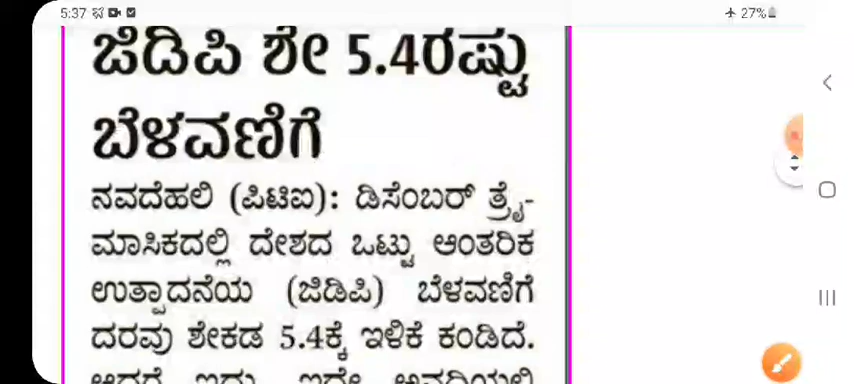 5:37
27%
ಜಿಡಿಪಿ ಶೇ 5.4ರಷ್ಟು
ಬೆಳವಣಿಗೆ
ನವದೆಹಲಿ (ಪಿಟಿಐ): ಡಿಸೆಂಬರ್ ತ್ರೈ-
ಮಾಸಿಕದಲ್ಲಿ ದೇಶದ ಒಟ್ಟು ಆಂತರಿಕ
ಉತ್ಪಾದನೆಯ (ಜಿಡಿಪಿ) ಬೆಳವಣಿಗೆ
ದರವು ಶೇಕಡ 5.4ಕ್ಕೆ ಇಳಿಕೆ ಕಂಡಿದೆ.